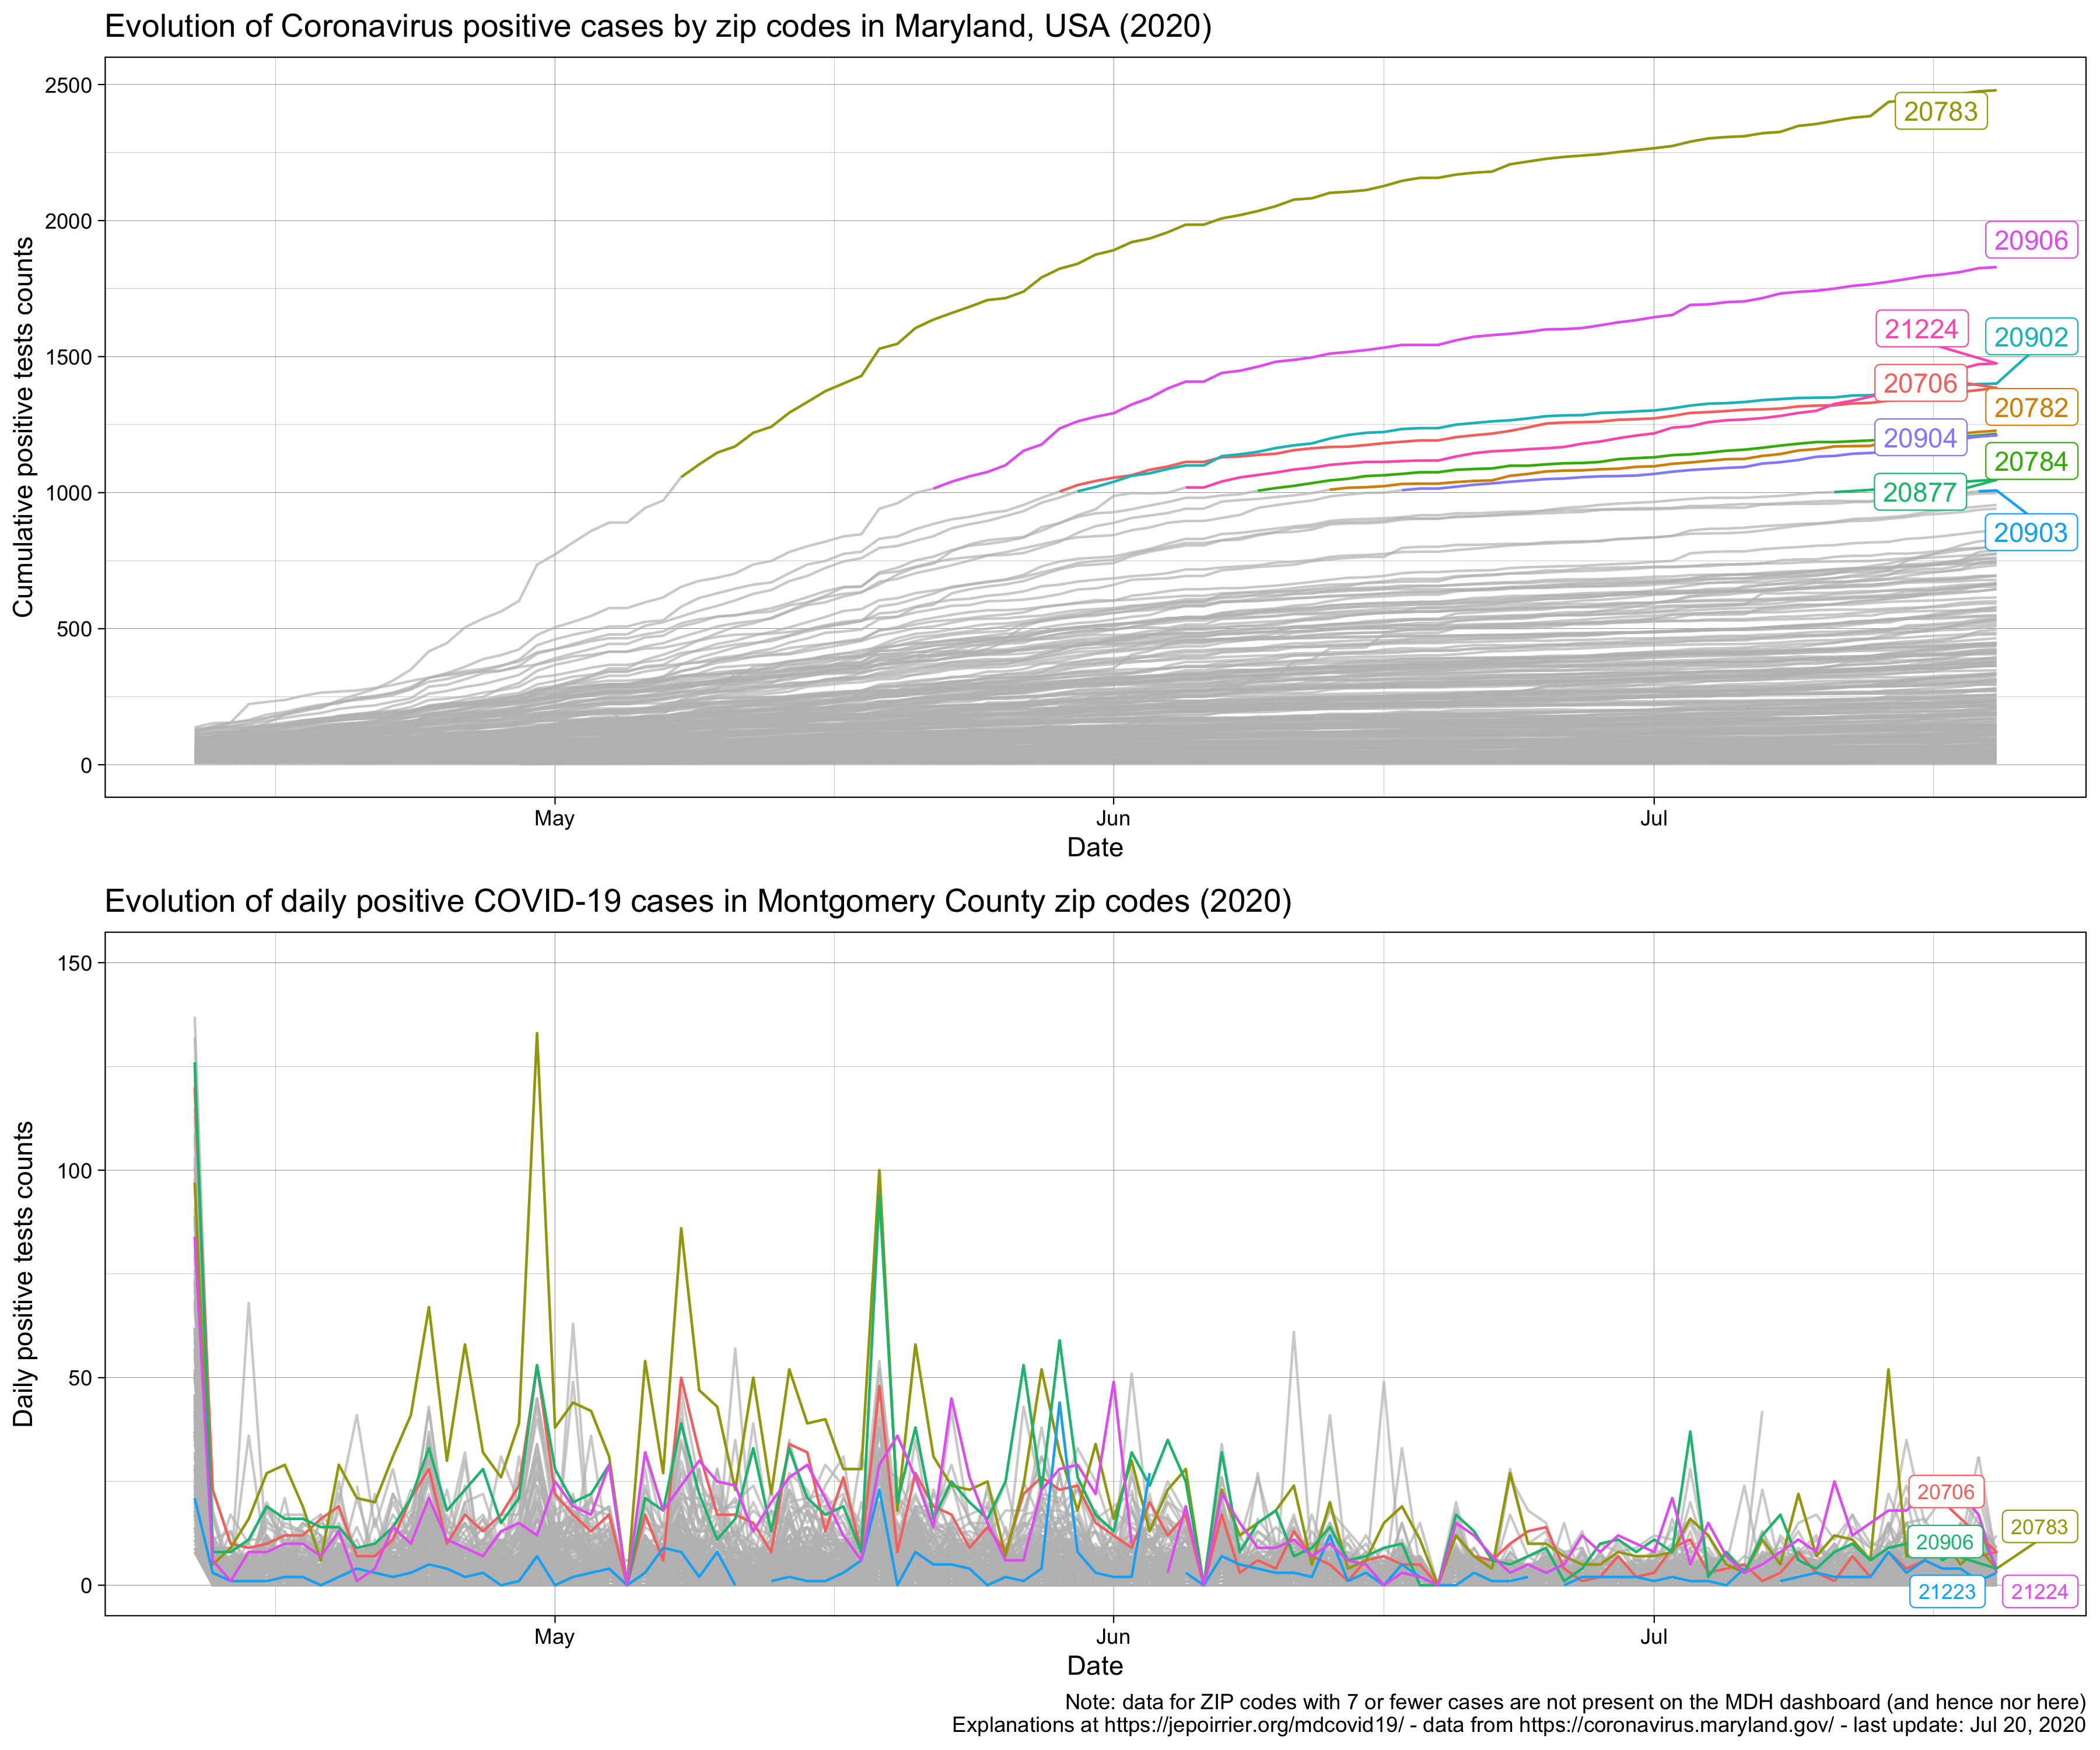 Evolution of Coronavirus positive cases by zip codes in Maryland, USA (2020)
Cumulative positive tests counts
2500
2000
1500
1000
500
0
20783
20906
21224
20902
20706
20782
20904
20784
20877
20903
May
Jun
Jul
Date
Evolution of daily positive COVID-19 cases in Montgomery County zip codes (2020)
Daily positive tests counts
150
100
50
0
20706
20783
20906
21223
21224
May
Jun
Jul
Date
Note: data for ZIP codes with 7 or fewer cases are not present on the MDH dashboard (and hence nor here)
Explanations at https://jepoirrier.org/mdcovid19/ - data from https://coronavirus.maryland.gov/ - last update: Jul 20, 2020